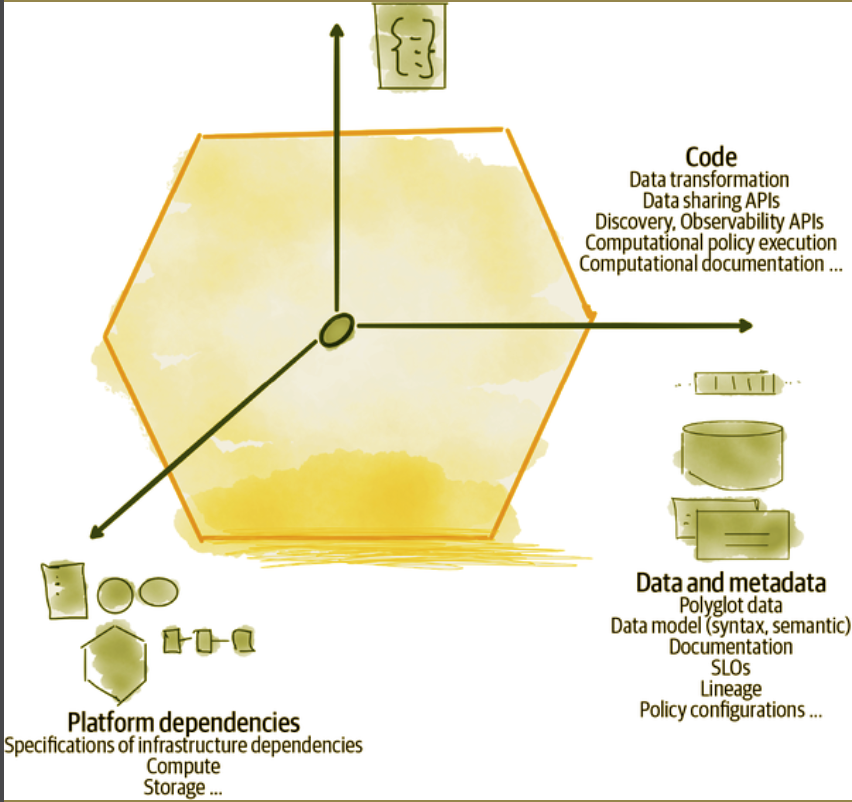 Code
Data transformation
Data sharing APIs
Discovery, Observability APIs
Computational policy execution
Computational documentation ...
Data and metadata
Polyglot data
Data model (syntax, semantic)
Documentation
SLOs
Lineage
Policy configurations ...
Platform dependencies
Specifications of infrastructure dependencies
Compute
Storage ...